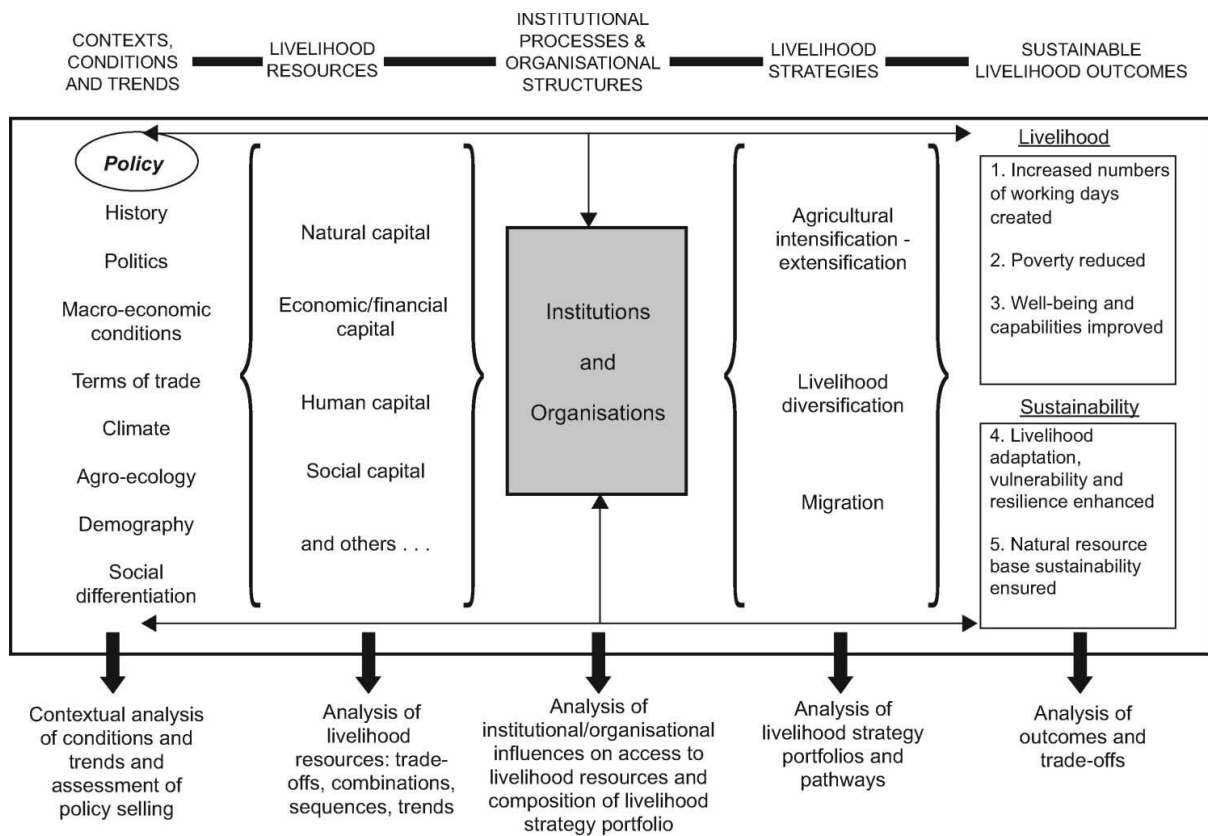 CONTEXTS,
CONDITIONS
AND TRENDS
LIVELIHOOD
RESOURCES
INSTITUTIONAL
PROCESSES &
ORGANISATIONAL
STRUCTURES
LIVELIHOOD
STRATEGIES
SUSTAINABLE
LIVELIHOOD OUTCOMES
Policy
History
Politics
Macro-economic
conditions
Terms of trade
Climate
Agro-ecology
Demography
Social
differentiation
Natural capital
Economic/financial
capital
Human capital
Social capital
and others . . .
Institutions
and
Organisations
Agricultural
intensification -
extensification
Livelihood
diversification
Migration
Livelihood
1. Increased numbers
of working days
created
2. Poverty reduced
3. Well-being and
capabilities improved
Sustainability
4. Livelihood
adaptation,
vulnerability and
resilience enhanced
5. Natural resource
base sustainability
ensured
Contextual analysis
of conditions and
trends and
assessment of
policy selling
Analysis of
livelihood
resources: trade-
offs, combinations,
sequences, trends
Analysis of
institutional/organisational
influences on access to
livelihood resources and
composition of livelihood
strategy portfolio
Analysis of
livelihood strategy
portfolios and
pathways
Analysis of
outcomes and
trade-offs